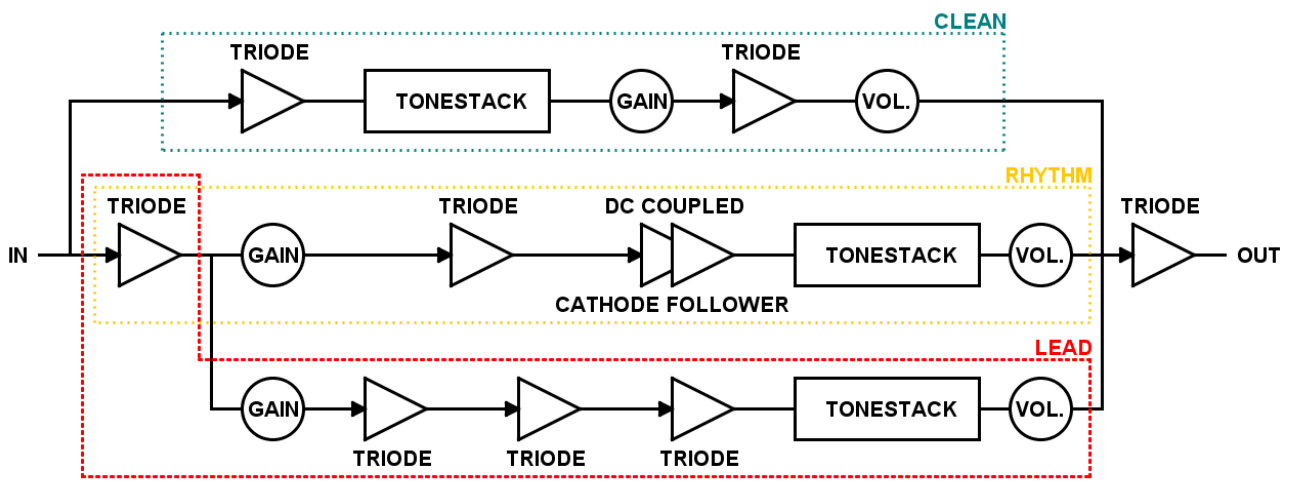 CLEAN
TRIODE
TRIODE
TONESTACK
GAIN
VOL.
RHYTHM
TRIODE
TRIODE
DC COUPLED
TRIODE
IN
GAIN
TONESTACK
VOL.
OUT
CATHODE FOLLOWER
LEAD
GAIN
TONESTACK
VOL.
TRIODE
TRIODE
TRIODE